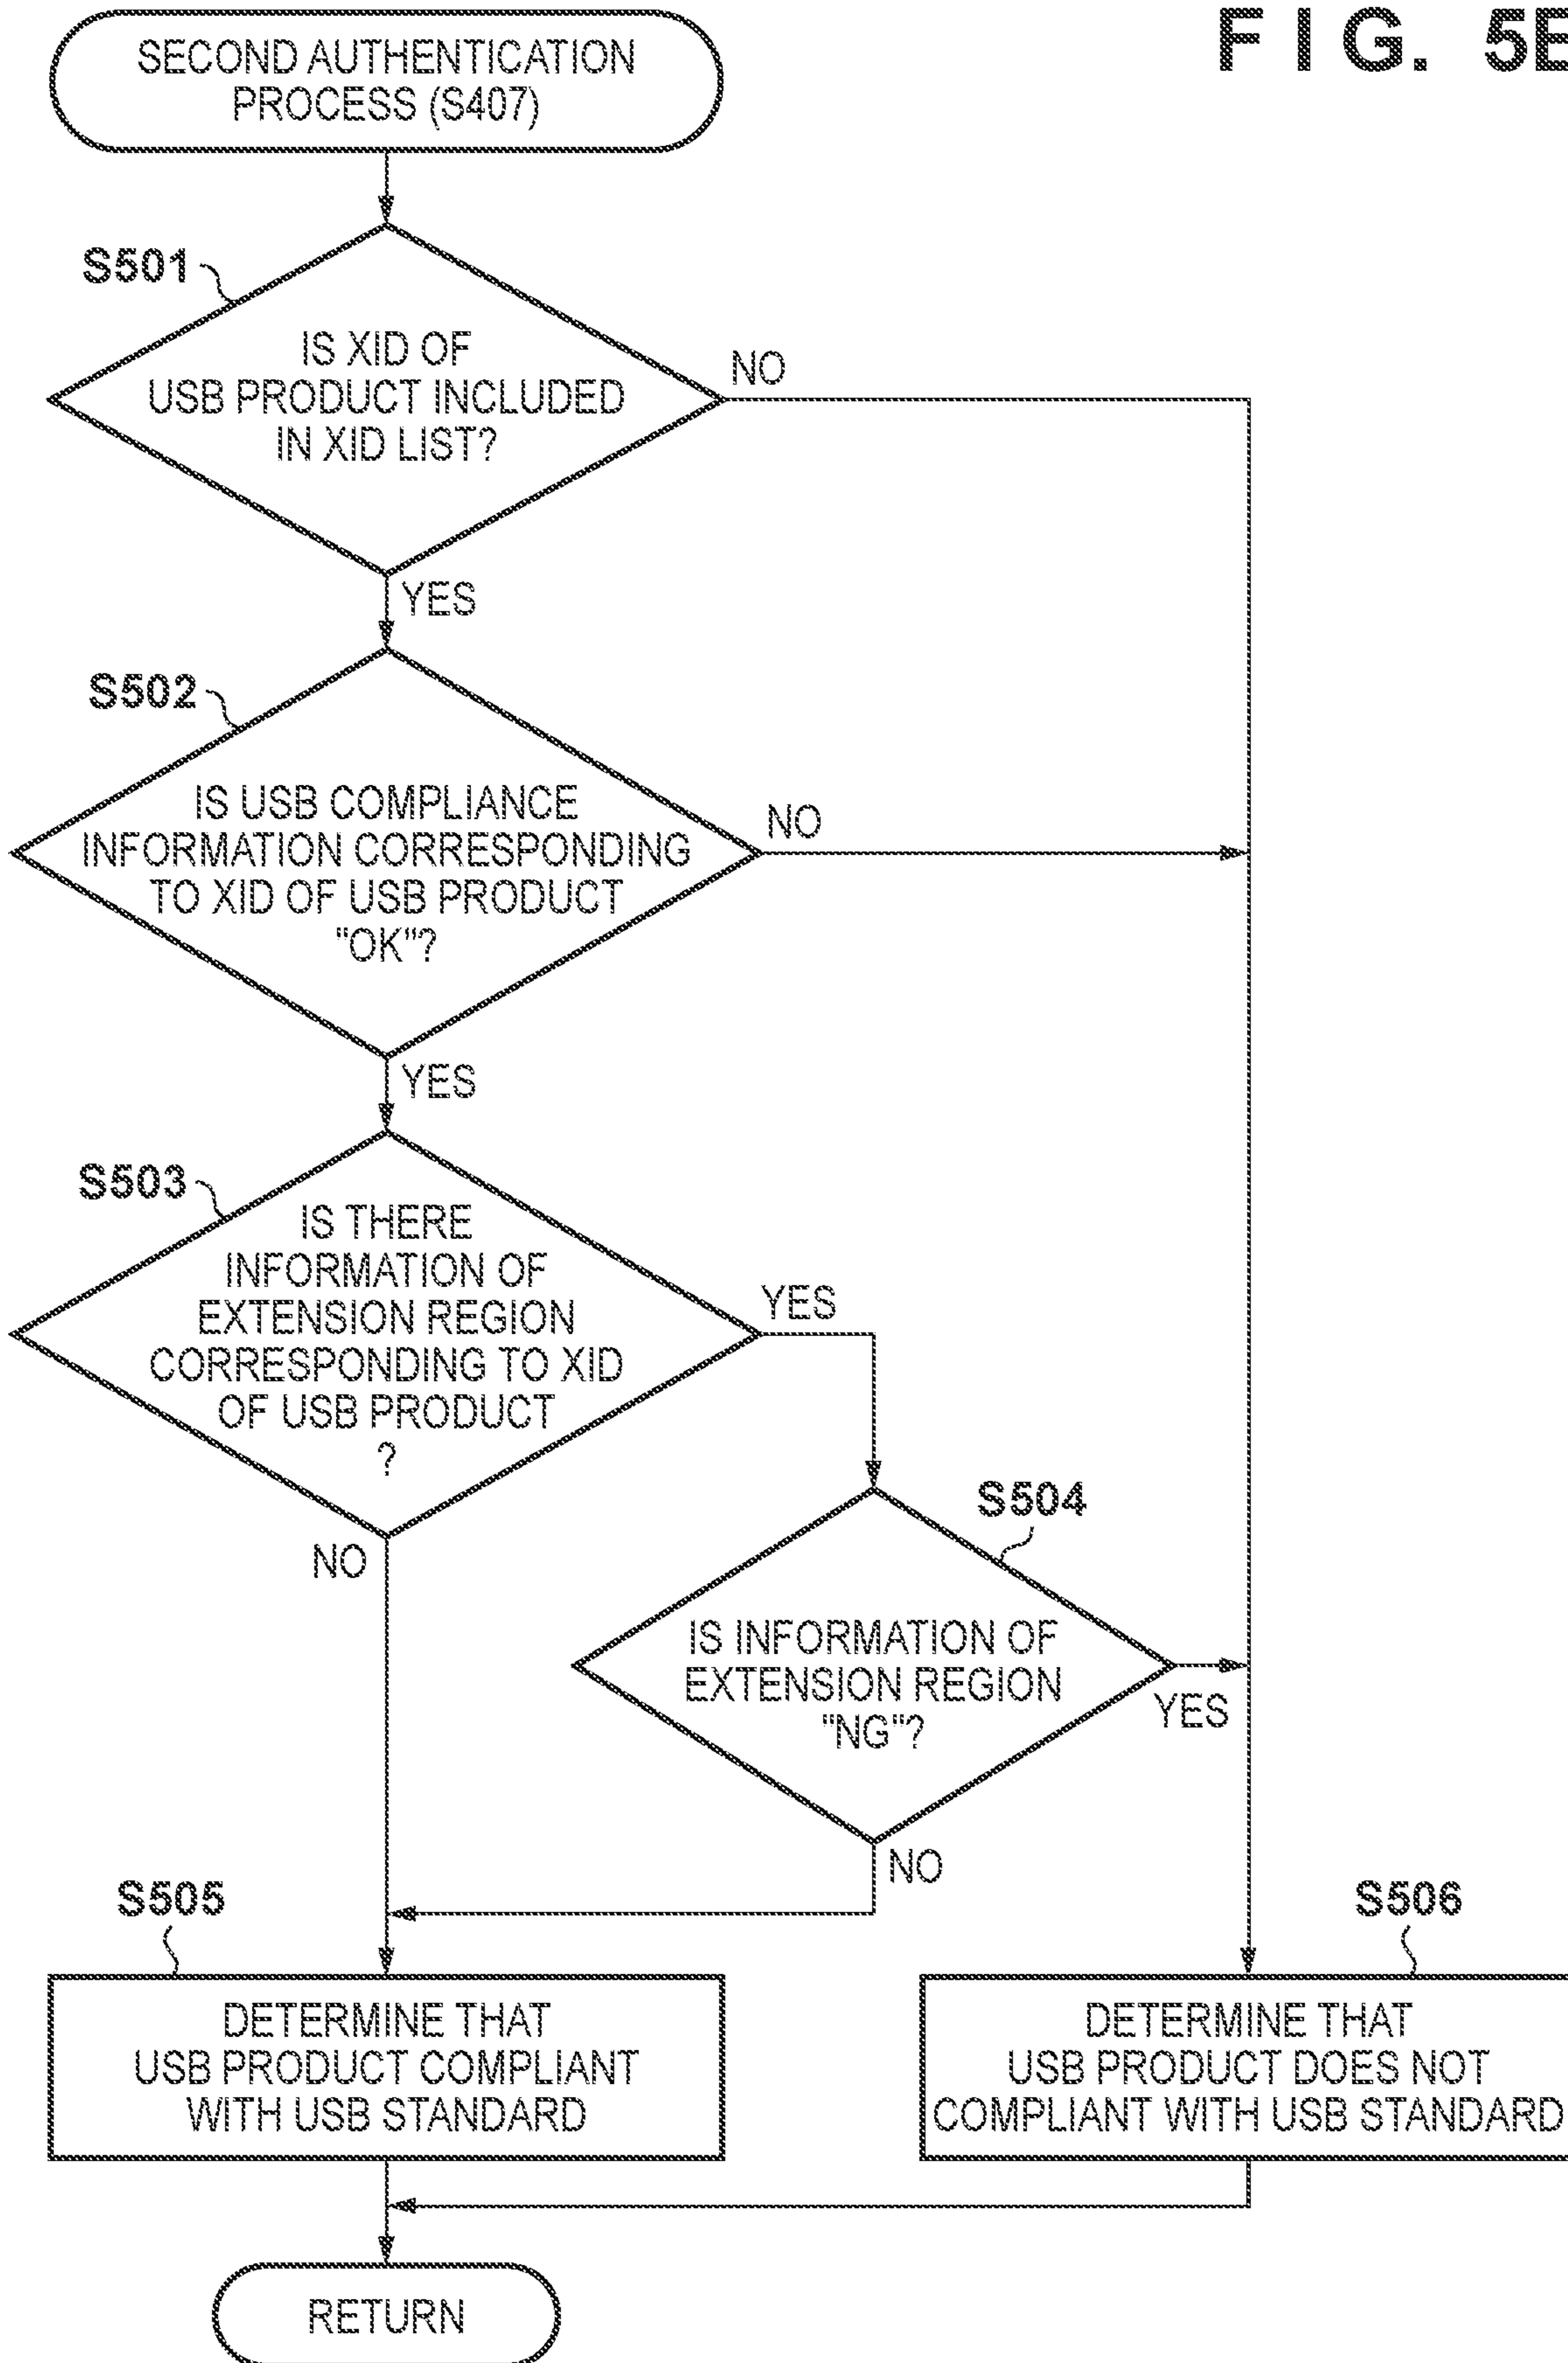 F I G. 5E
SECOND AUTHENTICATION
PROCESS (S407)
S501
IS XID OF
USB PRODUCT INCLUDED
IN XID LIST?
NO
YES
S502
IS USB COMPLIANCE
INFORMATION CORRESPONDING
TO XID OF USB PRODUCT
"OK"?
NO
YES
S503
IS THERE
INFORMATION OF
EXTENSION REGION
CORRESPONDING TO XID
OF USB PRODUCT
?
YES
NO
S504
IS INFORMATION OF
EXTENSION REGION
"NG"?
YES
NO
S505
DETERMINE THAT
USB PRODUCT COMPLIANT
WITH USB STANDARD
S506
DETERMINE THAT
USB PRODUCT DOES NOT
COMPLIANT WITH USB STANDARD
RETURN